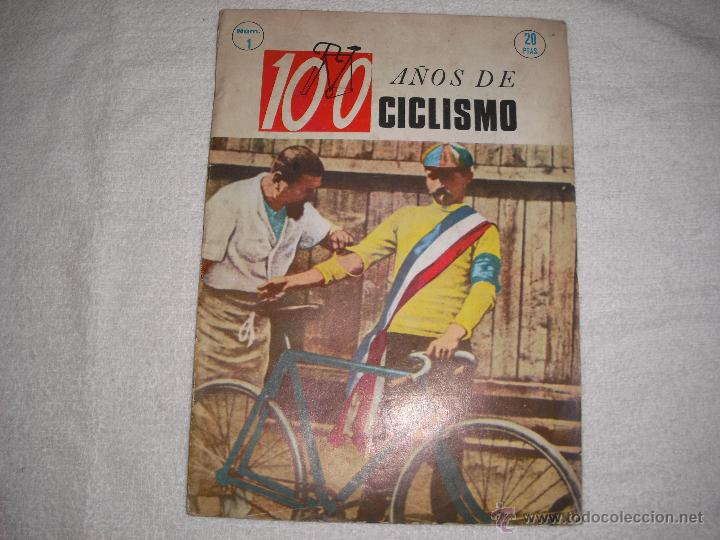 Núm.
1
20
PTAS.
100 AÑOS DE
CICLISMO
www.todocoleccion.net